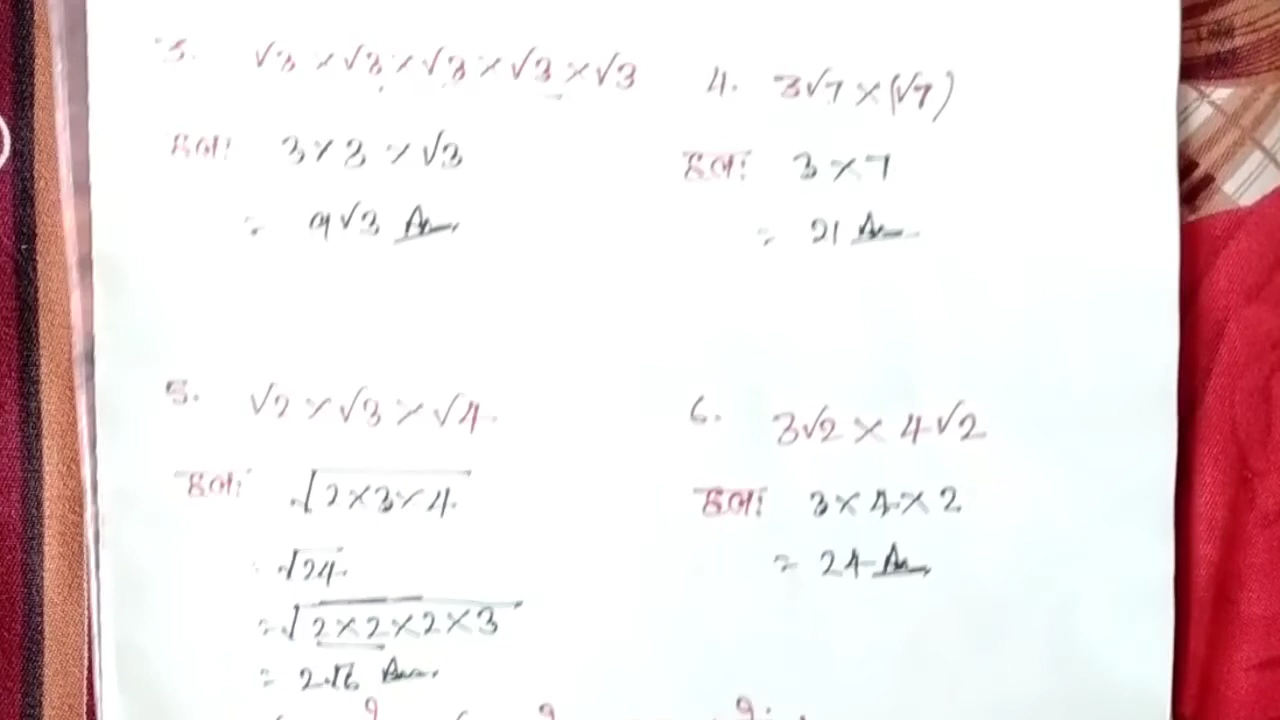 3. √3 × √3 × √3 × √3 × √3
हल: 3 × 3 × √3
= 9√3 Ans.
4. 3√7 × (√7)
हल: 3 × 7
= 21 Ans
5. √2 × √3 × √4
हल: √2×3×4
= √24
= √2×2×2×3
= 2√6 Ans.
6. 3√2 × 4√2
हल: 3 × 4 × 2
= 24 Ans.